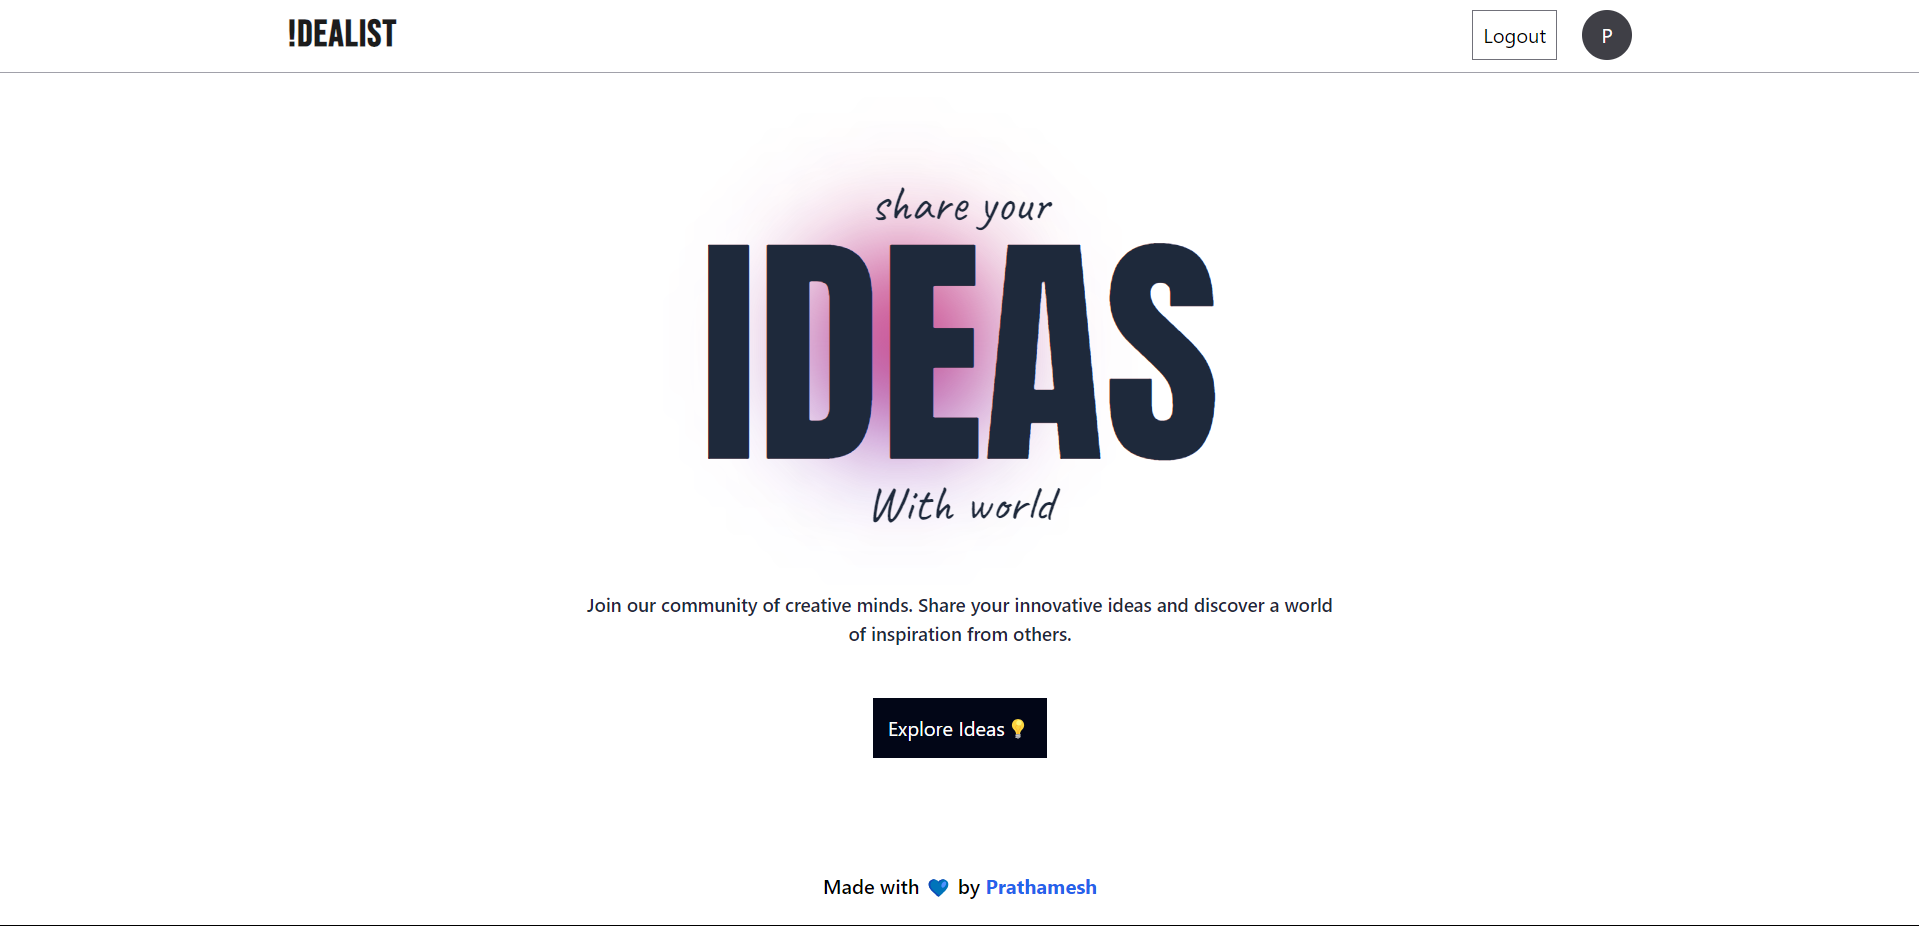 !DEALIST
Logout
P
share your
IDEAS
With world
Join our community of creative minds. Share your innovative ideas and discover a world
of inspiration from others.
Explore Ideas💡
Made with 💙 by Prathamesh